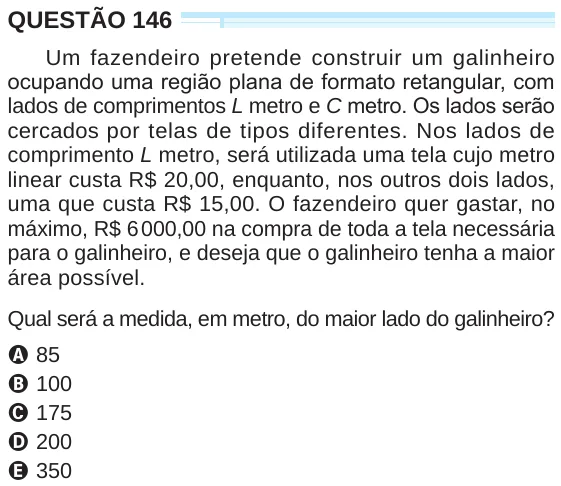 QUESTÃO 146
Um fazendeiro pretende construir um galinheiro
ocupando uma região plana de formato retangular, com
lados de comprimentos L metro e C metro. Os lados serão
cercados por telas de tipos diferentes. Nos lados de
comprimento L metro, será utilizada uma tela cujo metro
linear custa R$ 20,00, enquanto, nos outros dois lados,
uma que custa R$ 15,00. O fazendeiro quer gastar, no
máximo, R$ 6 000,00 na compra de toda a tela necessária
para o galinheiro, e deseja que o galinheiro tenha a maior
área possível.
Qual será a medida, em metro, do maior lado do galinheiro?
A 85
B 100
C 175
D 200
E 350